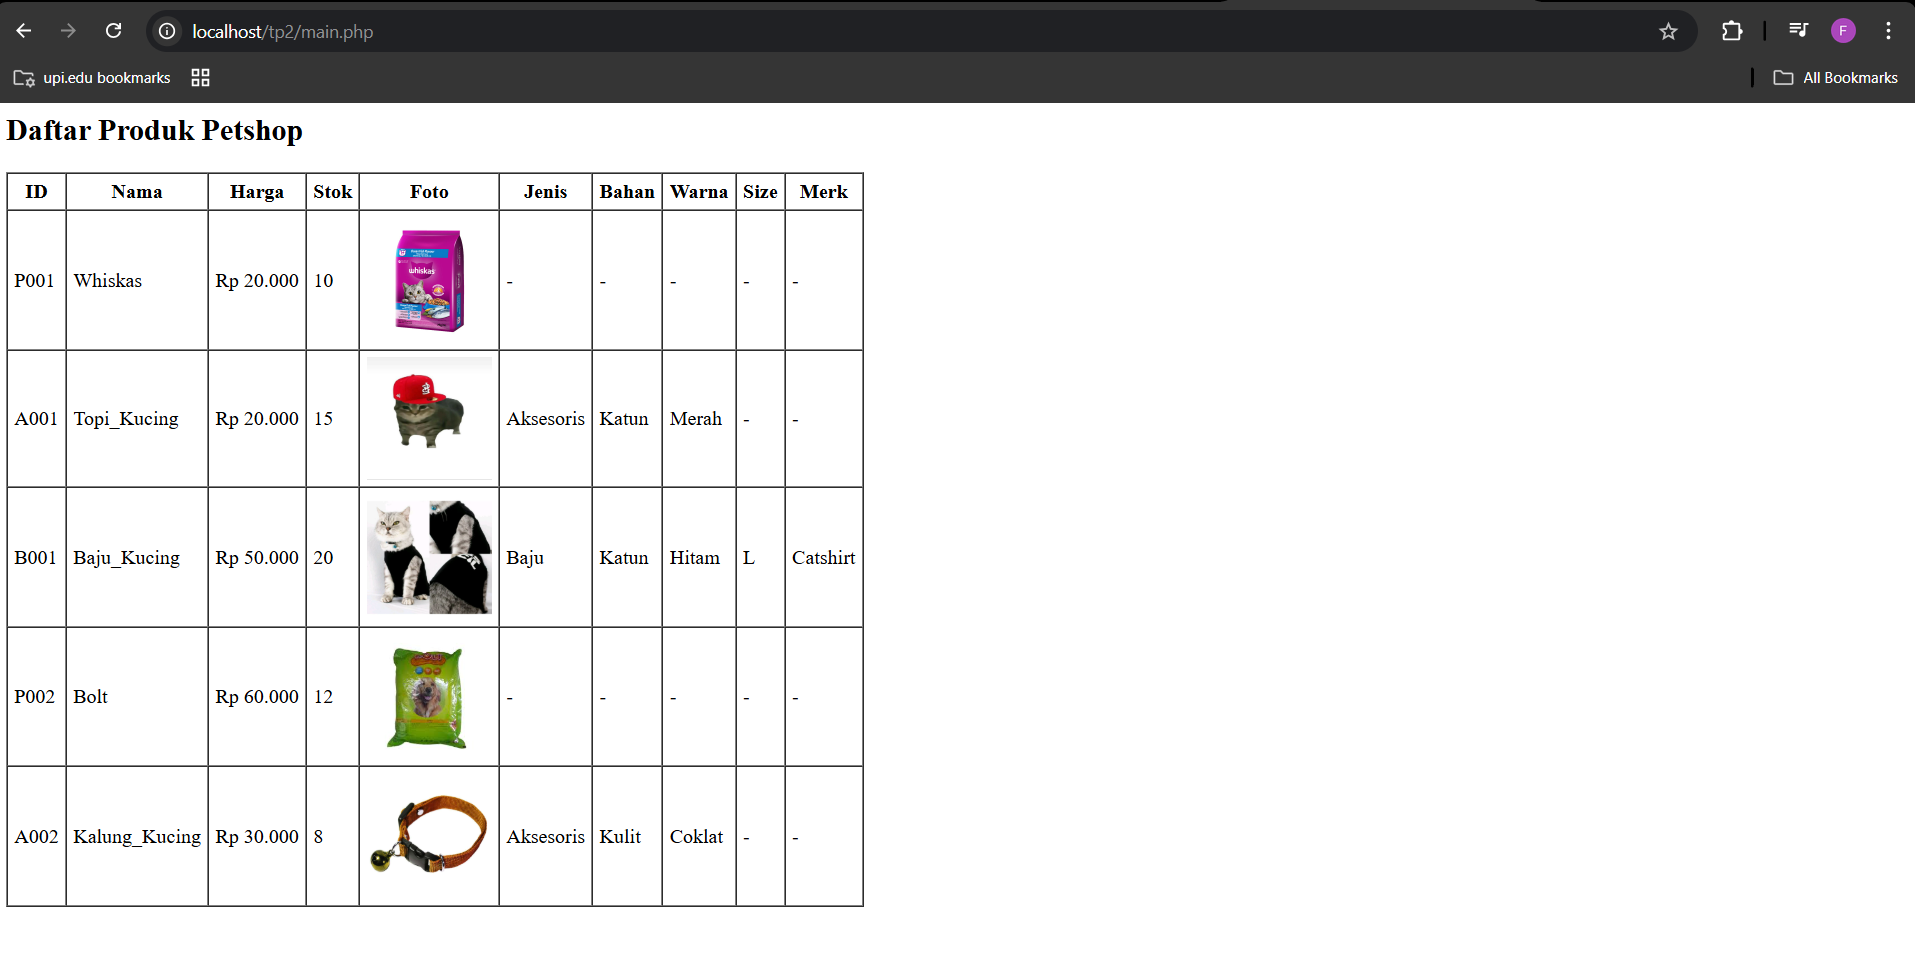 localhost/tp2/main.php
F
upi.edu bookmarks
All Bookmarks
Daftar Produk Petshop
ID Nama Harga Stok Foto Jenis Bahan Warna Size Merk
P001 Whiskas Rp 20.000 10 - - - - -
whiskas
A001 Topi_Kucing Rp 20.000 15 Aksesoris Katun Merah - -
B001 Baju_Kucing Rp 50.000 20 Baju Katun Hitam L Catshirt
P002 Bolt Rp 60.000 12 - - - - -
A002 Kalung_Kucing Rp 30.000 8 Aksesoris Kulit Coklat - -